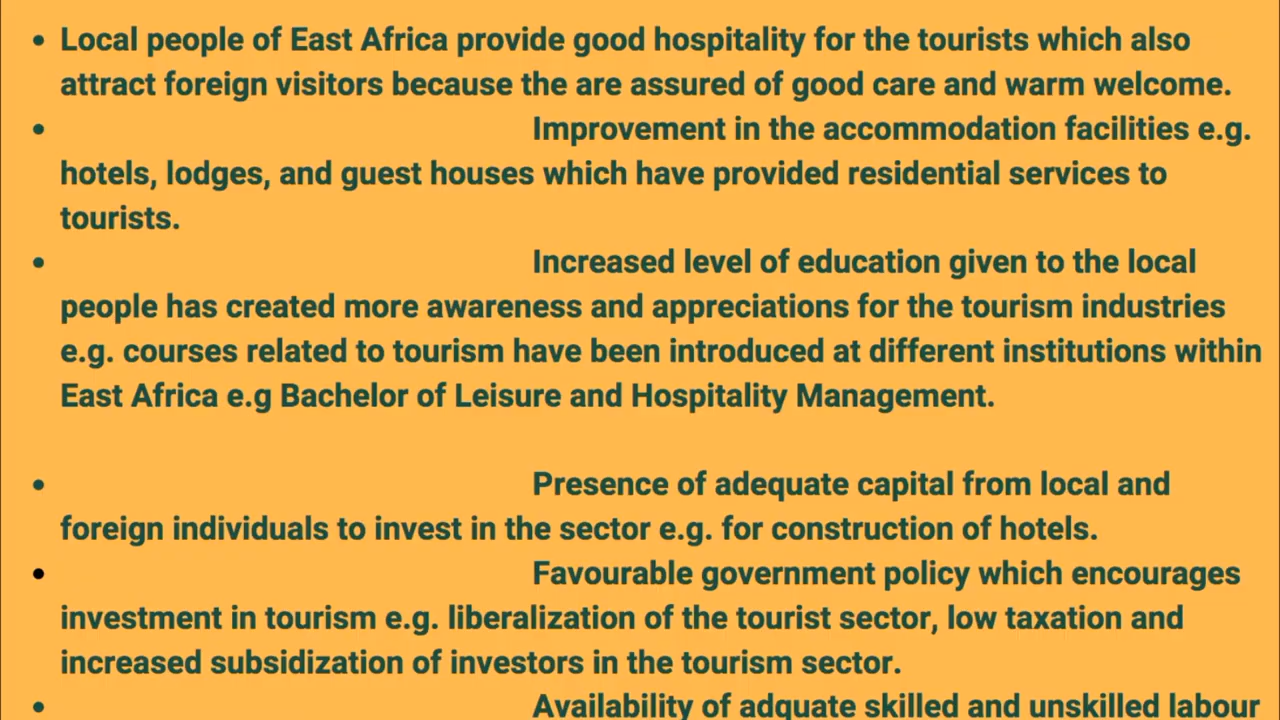 • Local people of East Africa provide good hospitality for the tourists which also
attract foreign visitors because the are assured of good care and warm welcome.
• Improvement in the accommodation facilities e.g.
hotels, lodges, and guest houses which have provided residential services to
tourists.
• Increased level of education given to the local
people has created more awareness and appreciations for the tourism industries
e.g. courses related to tourism have been introduced at different institutions within
East Africa e.g Bachelor of Leisure and Hospitality Management.
• Presence of adequate capital from local and
foreign individuals to invest in the sector e.g. for construction of hotels.
• Favourable government policy which encourages
investment in tourism e.g. liberalization of the tourist sector, low taxation and
increased subsidization of investors in the tourism sector.
• Availability of adquate skilled and unskilled labour